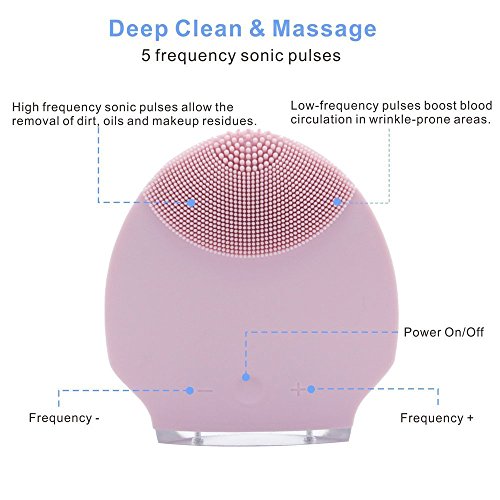 Deep Clean & Massage
5 frequency sonic pulses
High frequency sonic pulses allow the
removal of dirt, oils and makeup residues.
Low-frequency pulses boost blood
circulation in wrinkle-prone areas.
Power On/Off
Frequency -
Frequency +